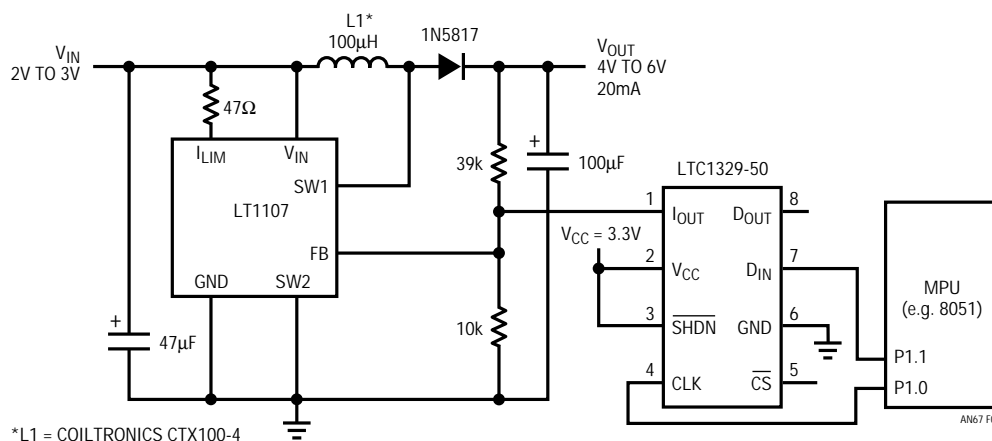 L1*
100µH
1N5817
V_IN
2V TO 3V
V_OUT
4V TO 6V
20mA
47Ω
I_LIM
V_IN
SW1
LT1107
FB
GND
SW2
39k
100µF
+
10k
+
47µF
LTC1329-50
1
I_OUT
D_OUT
8
V_CC = 3.3V
2
V_CC
D_IN
7
3
SHDN
GND
6
4
CLK
CS
5
MPU
(e.g. 8051)
P1.1
P1.0
*L1 = COILTRONICS CTX100-4
AN67